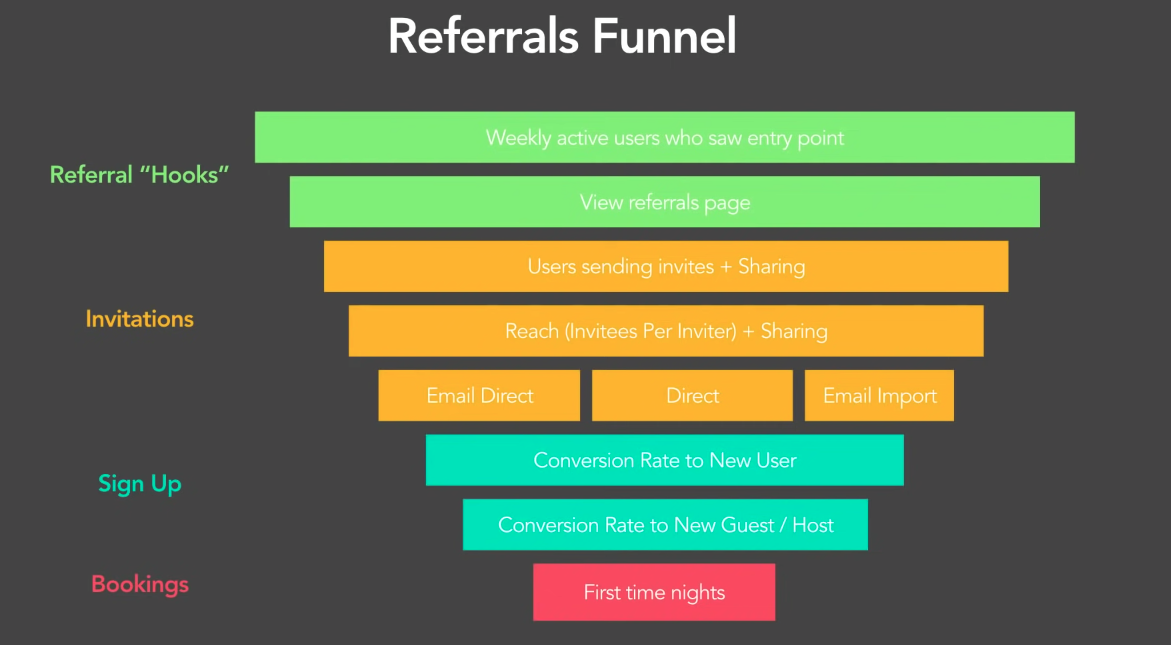 Referrals Funnel
Weekly active users who saw entry point
Referral “Hooks”
View referrals page
Users sending invites + Sharing
Invitations
Reach (Invitees Per Inviter) + Sharing
Email Direct
Direct
Email Import
Conversion Rate to New User
Sign Up
Conversion Rate to New Guest / Host
Bookings
First time nights